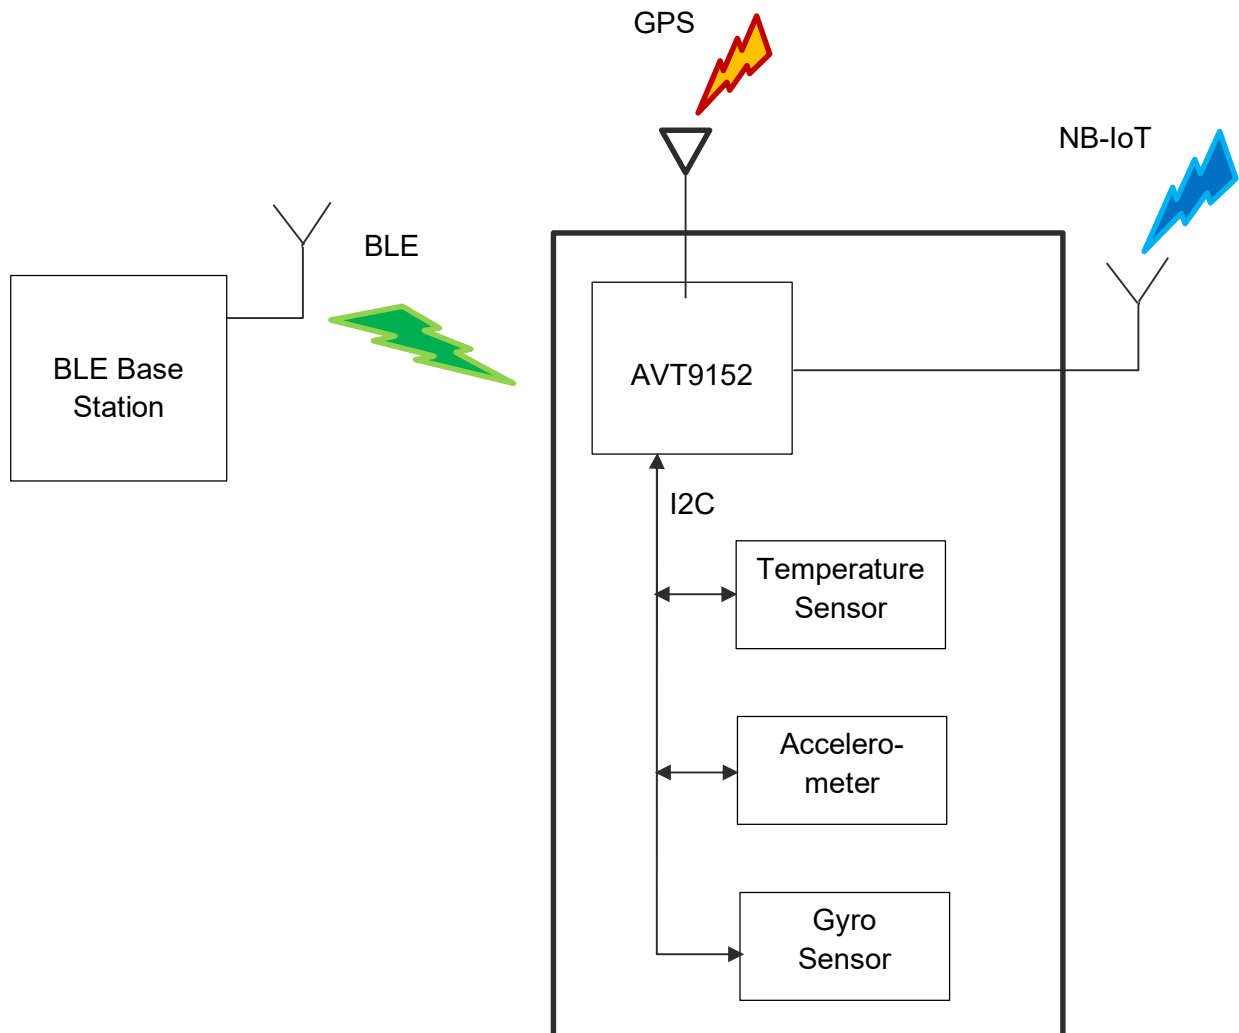 GPS
NB-IoT
BLE
BLE Base
Station
AVT9152
I2C
Temperature
Sensor
Accelero-
meter
Gyro
Sensor